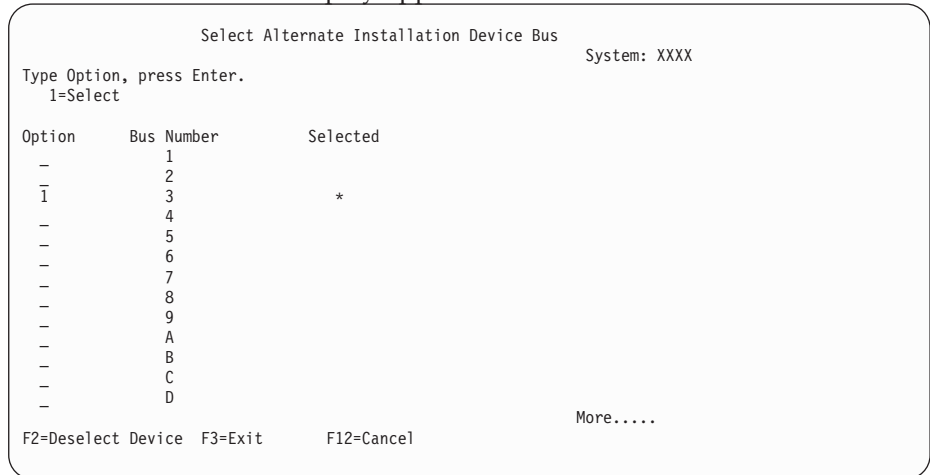 Select Alternate Installation Device Bus
System: XXXX
Type Option, press Enter.
1=Select
Option Bus Number Selected
_ 1
_ 2
1 3 *
_ 4
_ 5
_ 6
_ 7
_ 8
_ 9
_ A
_ B
_ C
_ D
More.....
F2=Deselect Device F3=Exit F12=Cancel